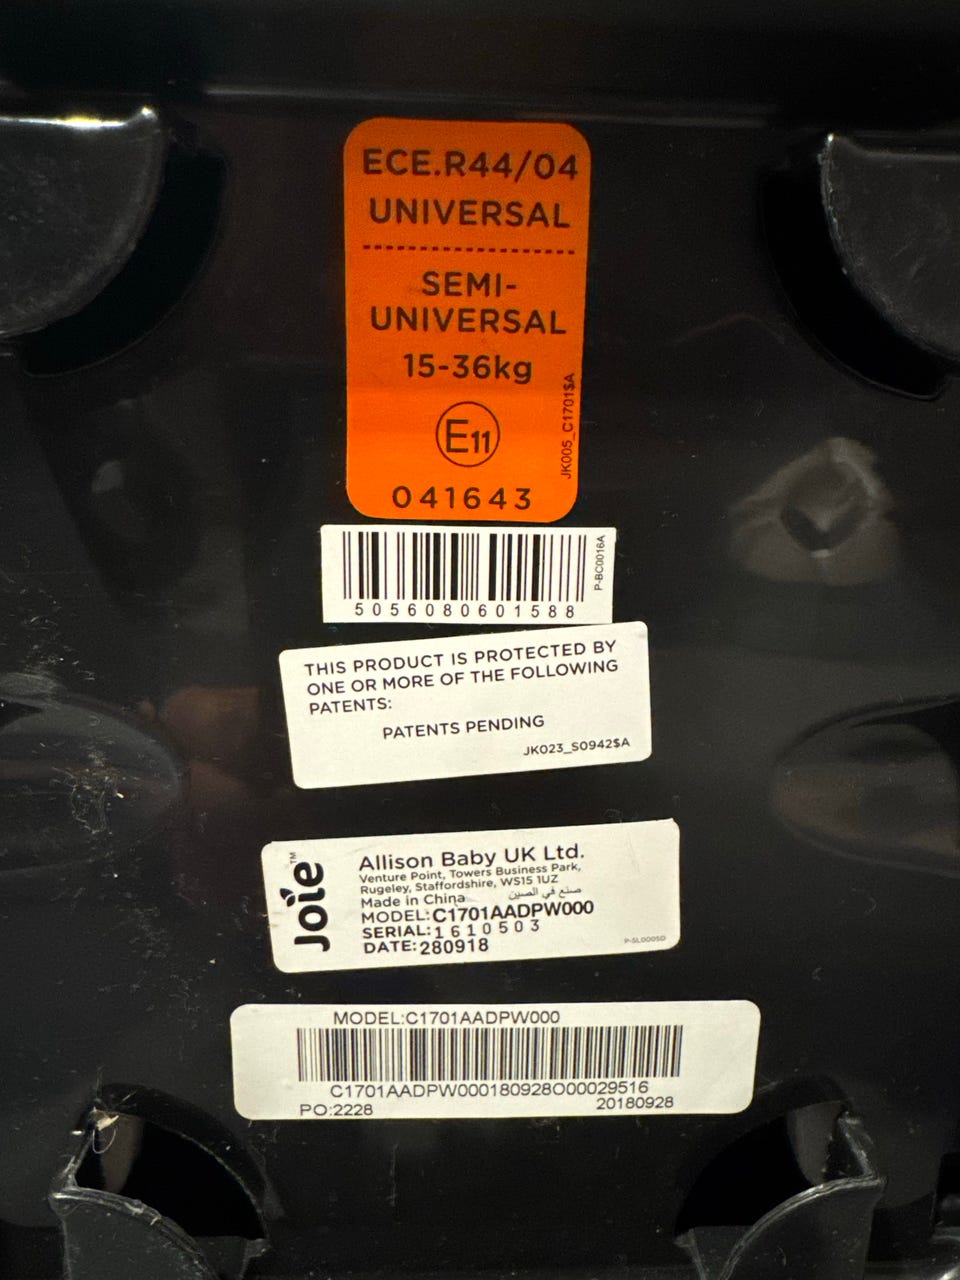 ECE.R44/04
UNIVERSAL
SEMI-
UNIVERSAL
15-36kg
E11
041643
JK005_C1701$A
5056080601588
P-BC0016A
THIS PRODUCT IS PROTECTED BY
ONE OR MORE OF THE FOLLOWING
PATENTS:
PATENTS PENDING
JK023_S0942$A
Joie™
Allison Baby UK Ltd.
Venture Point, Towers Business Park,
Rugeley, Staffordshire, WS15 1UZ
Made in China صنع في الصين
MODEL:C1701AADPW000
SERIAL:1610503
DATE:280918
P-SL0005D
MODEL:C1701AADPW000
C1701AADPW000180928O00029516
PO:2228 20180928